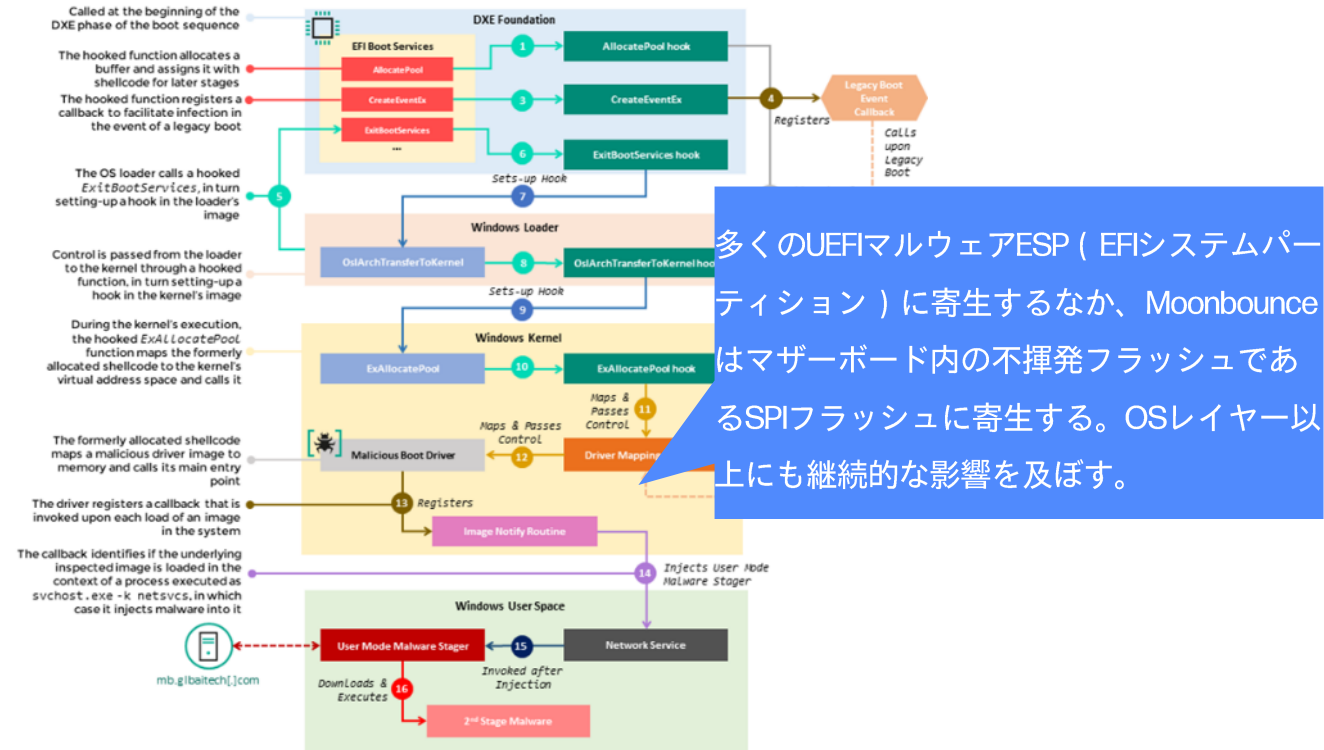 Called at the beginning of the
DXE phase of the boot sequence
The hooked function allocates a
buffer and assigns it with
shellcode for later stages
The hooked function registers a
callback to facilitate infection in
the event of a legacy boot
The OS loader calls a hooked
ExitBootServices, in turn
setting-up a hook in the loader's
image
Control is passed from the loader
to the kernel through a hooked
function, in turn setting-up a
hook in the kernel's image
During the kernel's execution,
the hooked ExAllocatePool
function maps the formerly
allocated shellcode to the kernel's
virtual address space and calls it
The formerly allocated shellcode
maps a malicious driver image to
memory and calls its main entry
point
The driver registers a callback that is
invoked upon each load of an image
in the system
The callback identifies if the underlying
inspected image is loaded in the
context of a process executed as
svchost.exe -k netsvcs, in which
case it injects malware into it
mb.glbaitech[.]com
DXE Foundation
EFI Boot Services
AllocatePool
1
AllocatePool hook
CreateEventEx
3
CreateEventEx
4
Registers
Legacy Boot
Event
Callback
Calls
upon
Legacy
Boot
ExitBootServices
...
6
ExitBootServices hook
5
Sets-up Hook
7
Windows Loader
OslArchTransferToKernel
8
OslArchTransferToKernel hoo
Sets-up Hook
9
Windows Kernel
ExAllocatePool
10
ExAllocatePool hook
Maps &
Passes
Control
11
Maps & Passes
Control
Malicious Boot Driver
12
Driver Mapping
13
Registers
Image Notify Routine
14
Injects User Mode
Malware Stager
Windows User Space
User Mode Malware Stager
15
Network Service
Invoked after
Injection
Downloads &
Executes
16
2nd Stage Malware
多くのUEFIマルウェアESP(EFIシステムパー
ティション)に寄生するなか、Moonbounce
はマザーボード内の不揮発フラッシュであ
るSPIフラッシュに寄生する。OSレイヤー以
上にも継続的な影響を及ぼす。